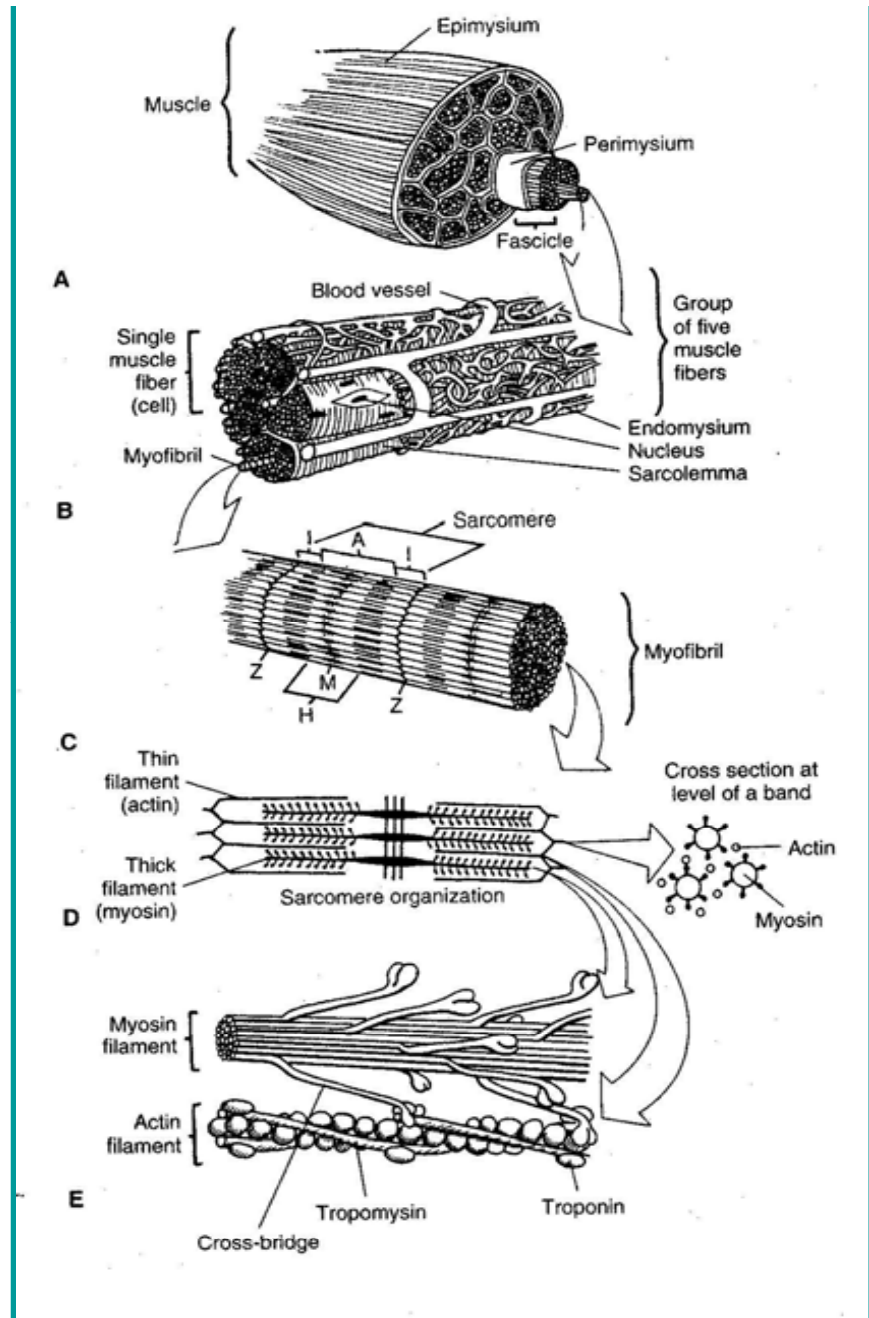 Epimysium
Muscle
Perimysium
Fascicle
A
Blood vessel
Single
muscle
fiber
(cell)
Group
of five
muscle
fibers
Endomysium
Nucleus
Sarcolemma
Myofibril
B
Sarcomere
I A I
Z M Z
H
Myofibril
C
Thin
filament
(actin)
Thick
filament
(myosin)
Sarcomere organization
Cross section at
level of a band
Actin
Myosin
D
Myosin
filament
Actin
filament
Tropomysin
Troponin
Cross-bridge
E